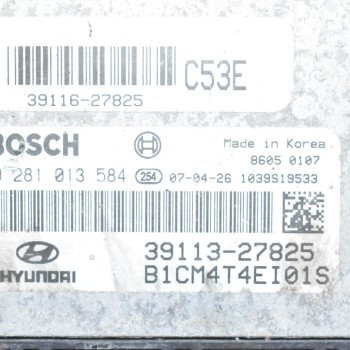 C53E
39116-27825
BOSCH
Made in Korea
8605 0107
281 013 584 254 07-04-26 1039S19533
39113-27825
HYUNDAI B1CM4T4EI01S